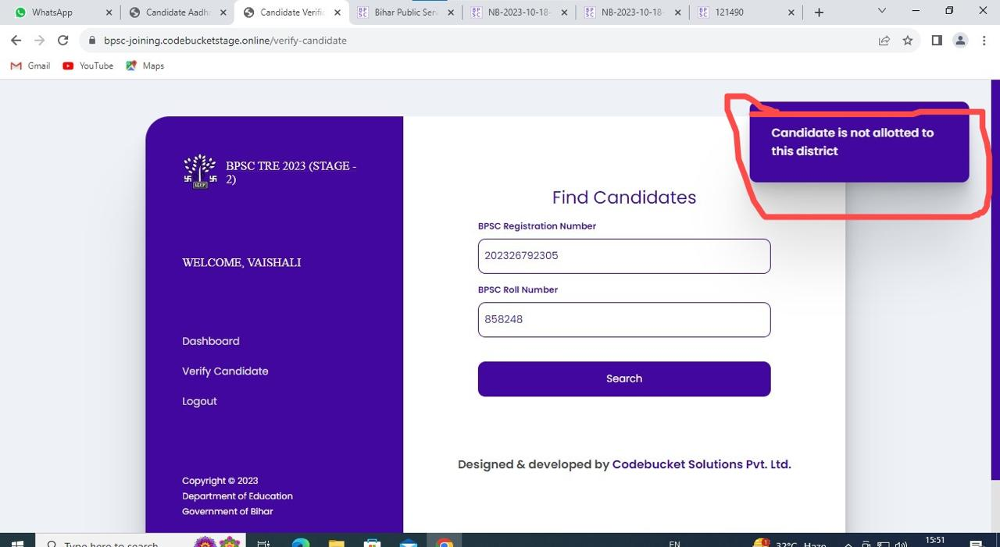 WhatsApp
Candidate Aadh
Candidate Verific
Bihar Public Serv
NB-2023-10-18-
NB-2023-10-18-
121490
bpsc-joining.codebucketstage.online/verify-candidate
Gmail
YouTube
Maps
Candidate is not allotted to
this district
BPSC TRE 2023 (STAGE -
2)
WELCOME, VAISHALI
Dashboard
Verify Candidate
Logout
Copyright © 2023
Department of Education
Government of Bihar
Find Candidates
BPSC Registration Number
202326792305
BPSC Roll Number
858248
Search
Designed & developed by Codebucket Solutions Pvt. Ltd.
Type here to search
1
32°C Haze
EN
15:51